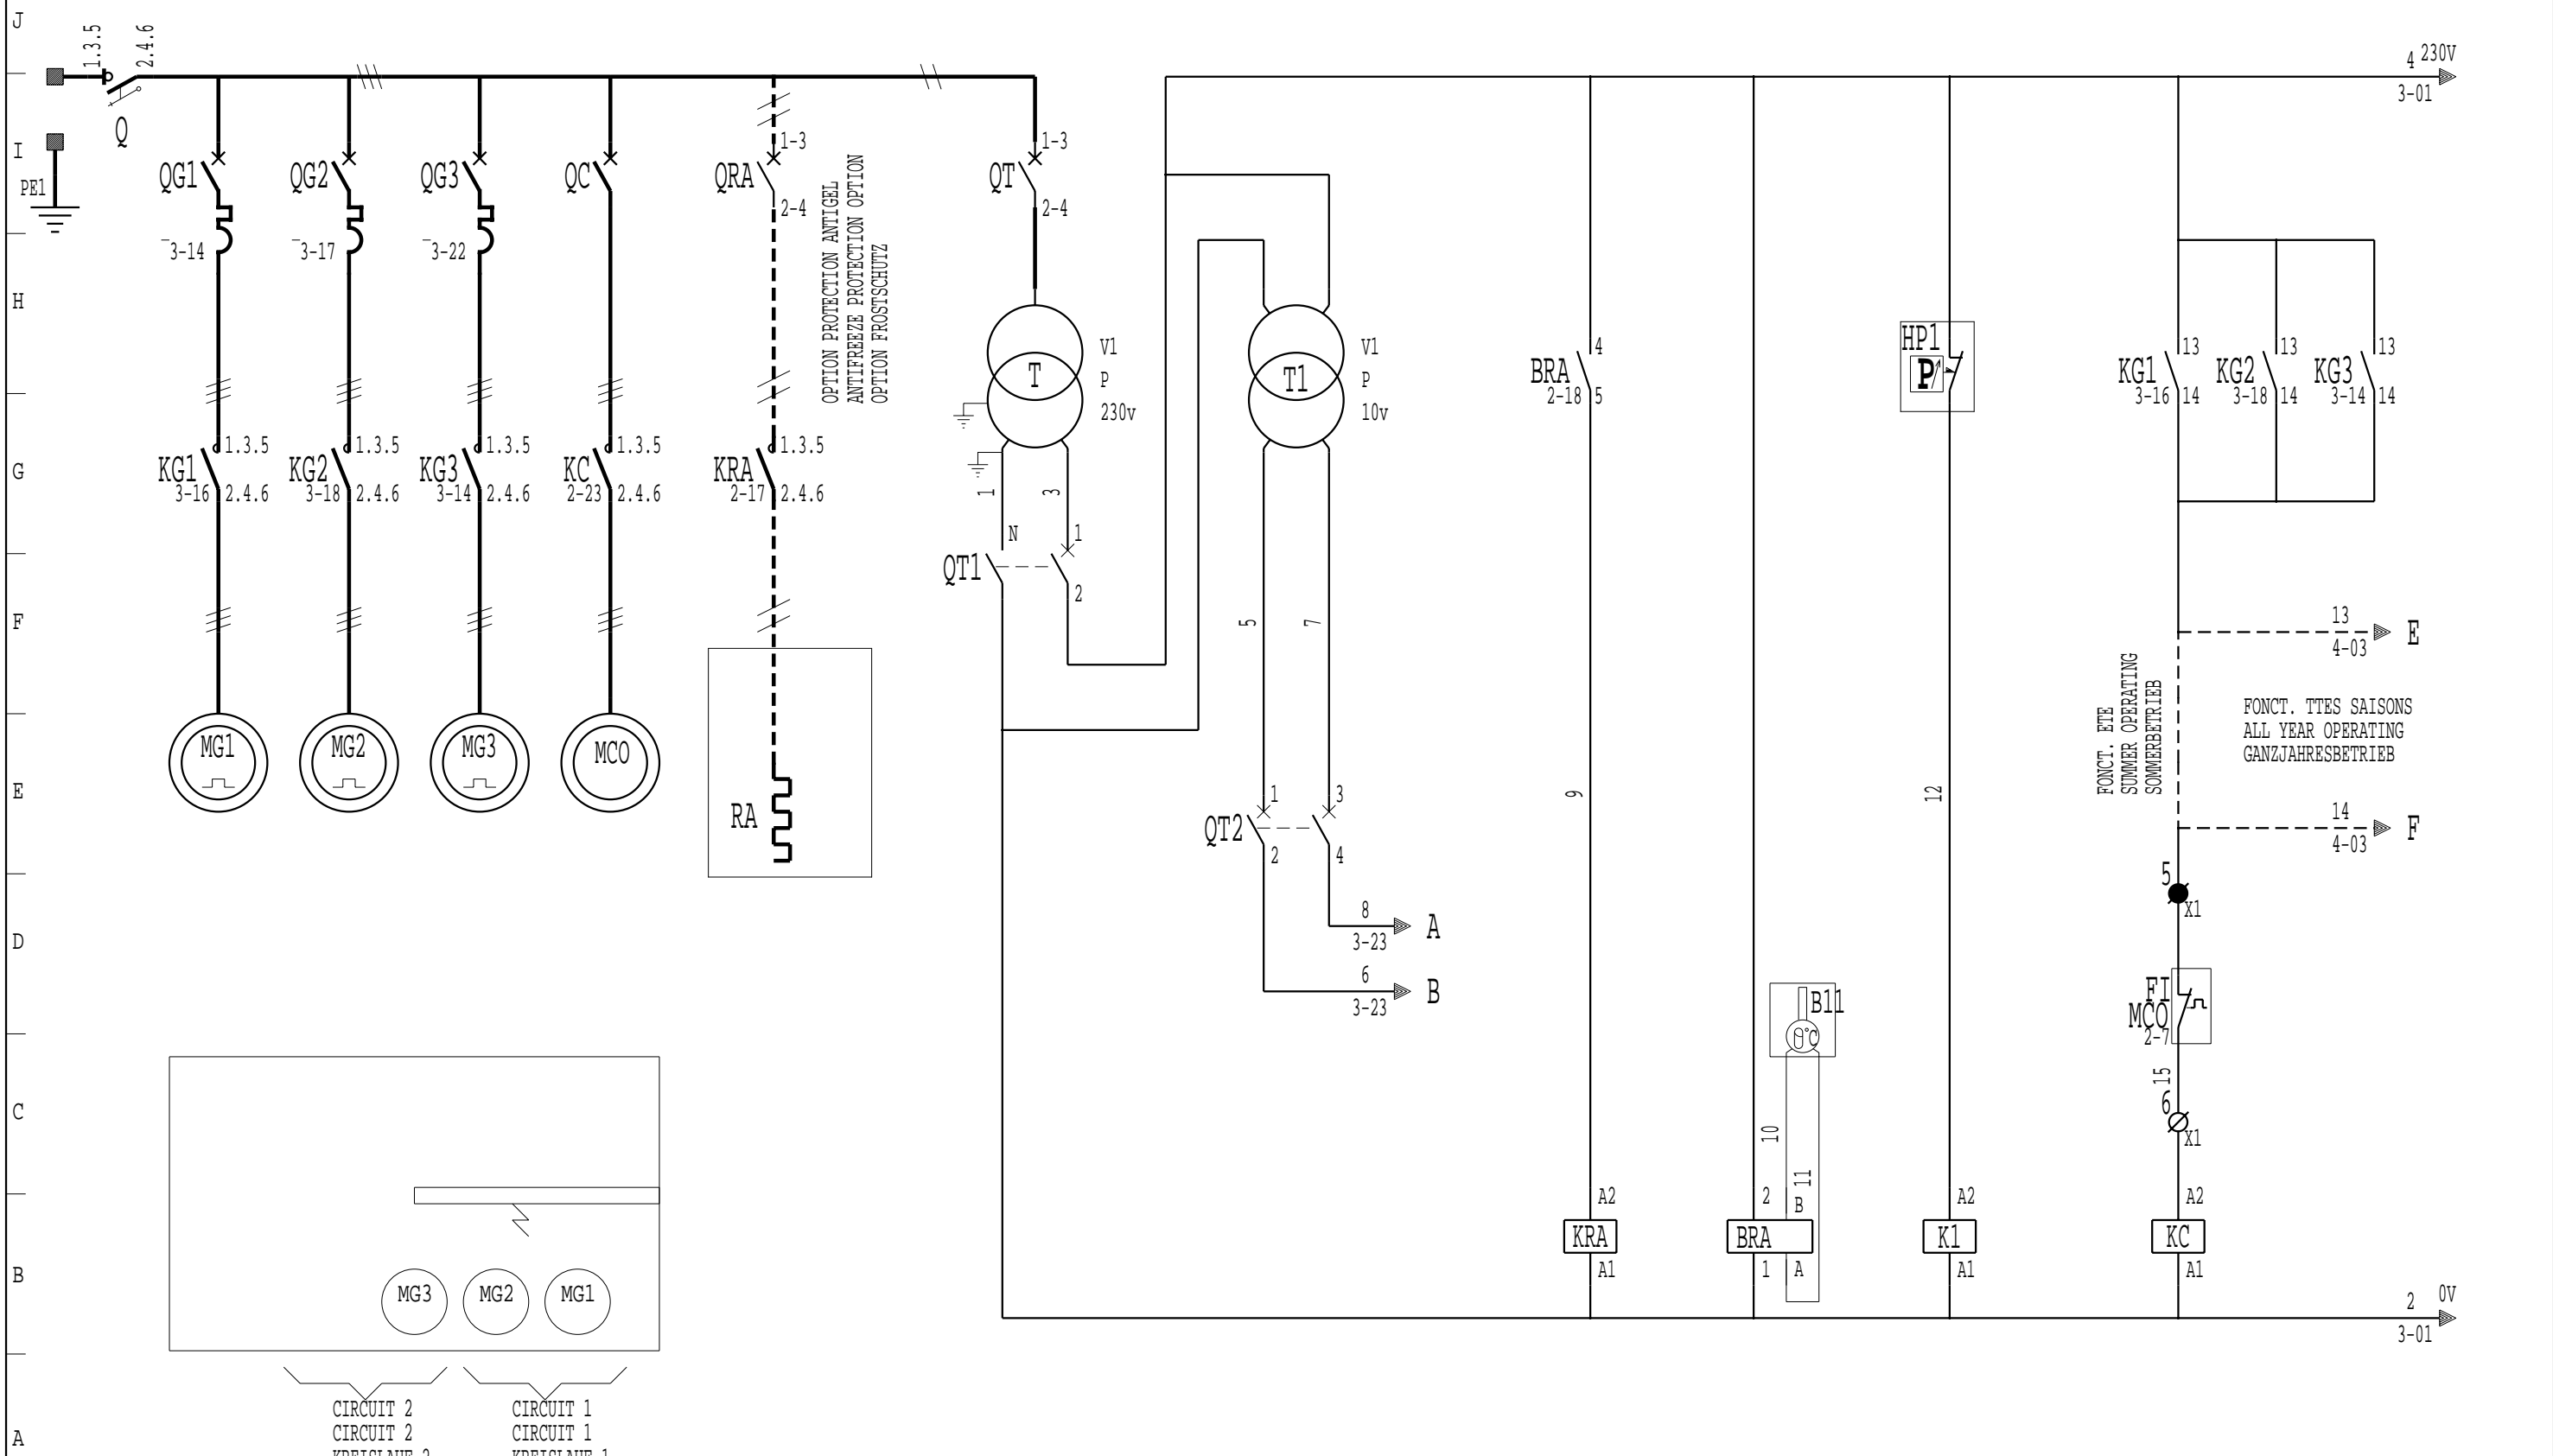 J
1.3.5
2.4.6
Q
I
PE1
QG1
QG2
QG3
QC
QRA
1-3
2-4
QT
1-3
2-4
3-14
3-17
3-22
OPTION PROTECTION ANTIGEL
ANTIFREEZE PROTECTION OPTION
OPTION FROSTSCHUTZ
4 230V
3-01
H
T
V1
P
230v
T1
V1
P
10v
BRA
4
2-18 5
HP1
P
KG1
13
3-16 14
KG2
13
3-18 14
KG3
13
3-14 14
G
KG1
1.3.5
3-16 2.4.6
KG2
1.3.5
3-18 2.4.6
KG3
1.3.5
3-14 2.4.6
KC
1.3.5
2-23 2.4.6
KRA
1.3.5
2-17 2.4.6
1
3
N
1
QT1
2
F
5
7
13
4-03
E
FONCT. ETE
SUMMER OPERATING
SOMMERBETRIEB
FONCT. TTES SAISONS
ALL YEAR OPERATING
GANZJAHRESBETRIEB
14
4-03
F
E
MG1
MG2
MG3
MCO
RA
QT2
1
3
2
4
9
12
5
X1
D
8
3-23
A
6
3-23
B
B11
θ°C
FI
MCO
2-7
15
6
X1
C
10
11
A2
KRA
A1
2
B
BRA
1
A
A2
K1
A1
A2
KC
A1
B
MG3
MG2
MG1
2 0V
3-01
CIRCUIT 2
CIRCUIT 2
CIRCUIT 1
CIRCUIT 1
A